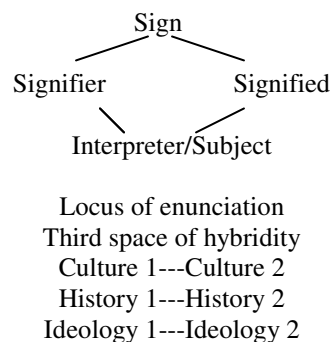 Sign
Signifier Signified
Interpreter/Subject
Locus of enunciation
Third space of hybridity
Culture 1---Culture 2
History 1---History 2
Ideology 1---Ideology 2